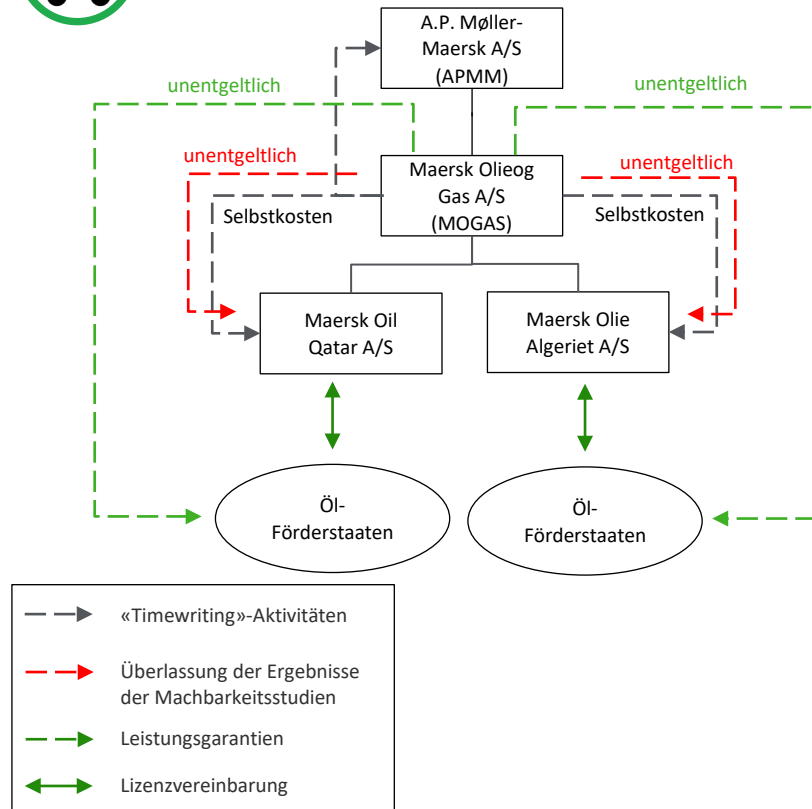 A.P. Møller-
Maersk A/S
(APMM)
unentgeltlich
unentgeltlich
unentgeltlich
unentgeltlich
Maersk Olieog
Gas A/S
(MOGAS)
Selbstkosten
Selbstkosten
Maersk Oil
Qatar A/S
Maersk Olie
Algeriet A/S
Öl-
Förderstaaten
Öl-
Förderstaaten
«Timewriting»-Aktivitäten
Überlassung der Ergebnisse
der Machbarkeitsstudien
Leistungsgarantien
Lizenzvereinbarung